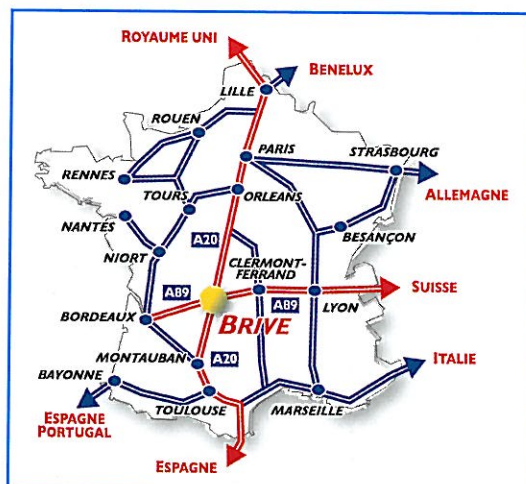 ROYAUME UNI
BENELUX
LILLE
ROUEN
PARIS
STRASBOURG
RENNES
ALLEMAGNE
TOURS
ORLEANS
NANTES
BESANÇON
A20
NIORT
CLERMONT-
FERRAND
A89
A89
SUISSE
BORDEAUX
BRIVE
LYON
MONTAUBAN
A20
ITALIE
BAYONNE
TOULOUSE
MARSEILLE
ESPAGNE
PORTUGAL
ESPAGNE